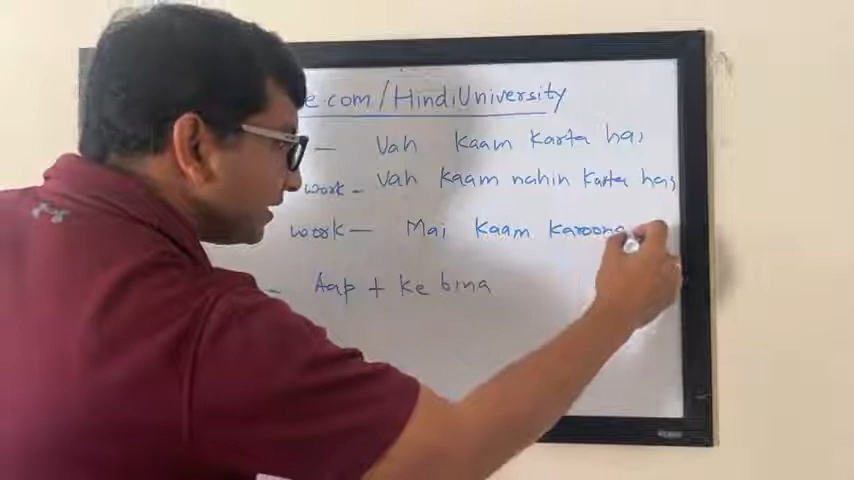 e.com/HindiUniversity
— Vah kaam karta hai
work - Vah kaam nahin karta hai
work — Mai kaam karoonga
- Aap + ke bina